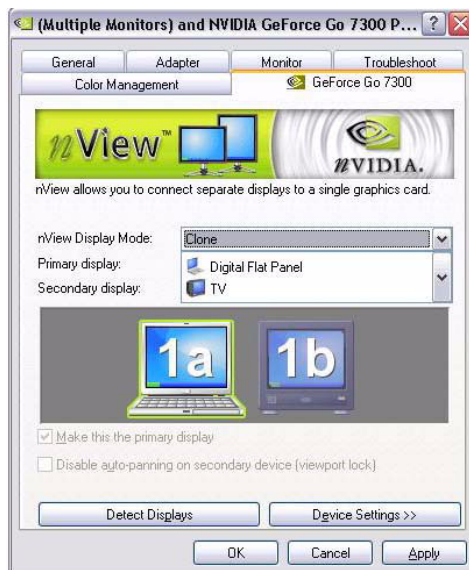 (Multiple Monitors) and NVIDIA GeForce Go 7300 P... ? X
General Adapter Monitor Troubleshoot
Color Management GeForce Go 7300
nView™ nVIDIA.
nView allows you to connect separate displays to a single graphics card.
nView Display Mode: Clone
Primary display: Digital Flat Panel
Secondary display: TV
1a 1b
Make this the primary display
Disable auto-panning on secondary device (viewport lock)
Detect Displays Device Settings >>
OK Cancel Apply